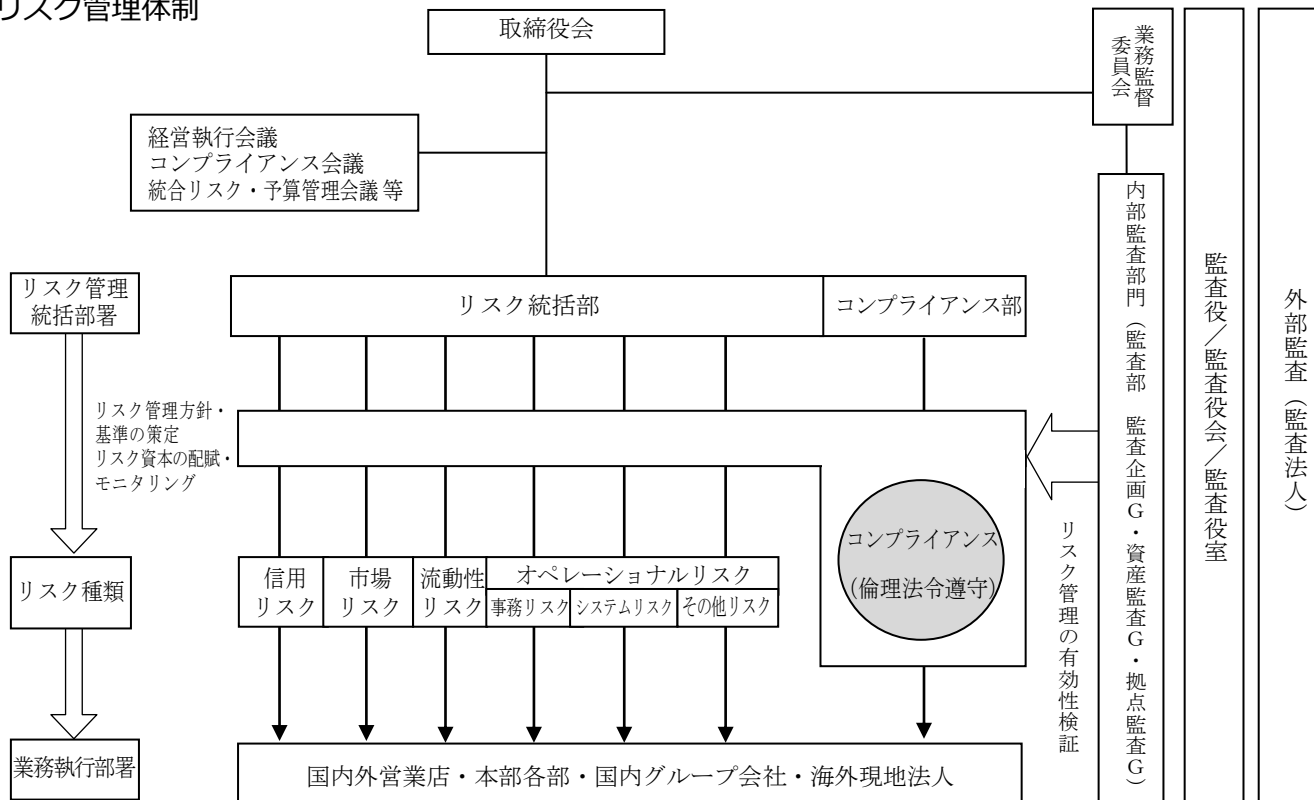 リスク管理体制
取締役会
業務監督
委員会
経営執行会議
コンプライアンス会議
統合リスク・予算管理会議 等
リスク管理
統括部署
リスク統括部
コンプライアンス部
リスク管理方針・
基準の策定
リスク資本の配賦・
モニタリング
リスク種類
信用
リスク
市場
リスク
流動性
リスク
オペレーショナルリスク
事務リスク
システムリスク
その他リスク
コンプライアンス
(倫理法令遵守)
業務執行部署
国内外営業店・本部各部・国内グループ会社・海外現地法人
リスク管理の有効性検証
内部監査部門（監査部　監査企画G・資産監査G・拠点監査G）
監査役／監査役会／監査役室
外部監査（監査法人）